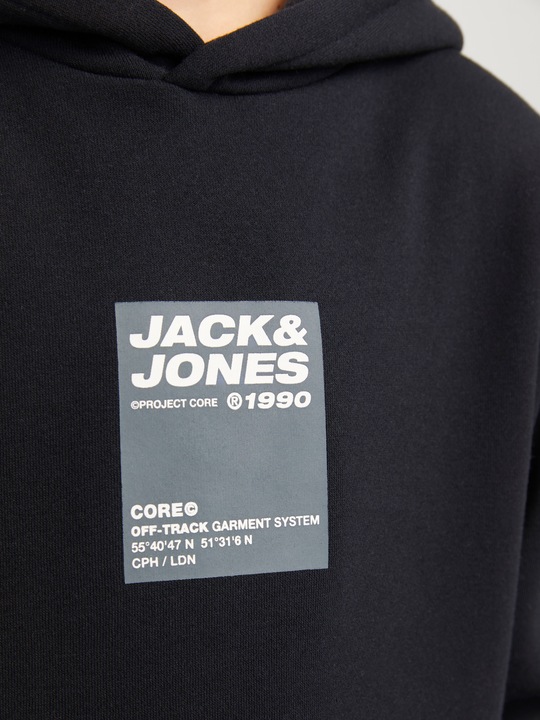 JACK&
JONES
©PROJECT CORE ®1990
CORE©
OFF-TRACK GARMENT SYSTEM
55°40'47 N 51°31'6 N
CPH / LDN